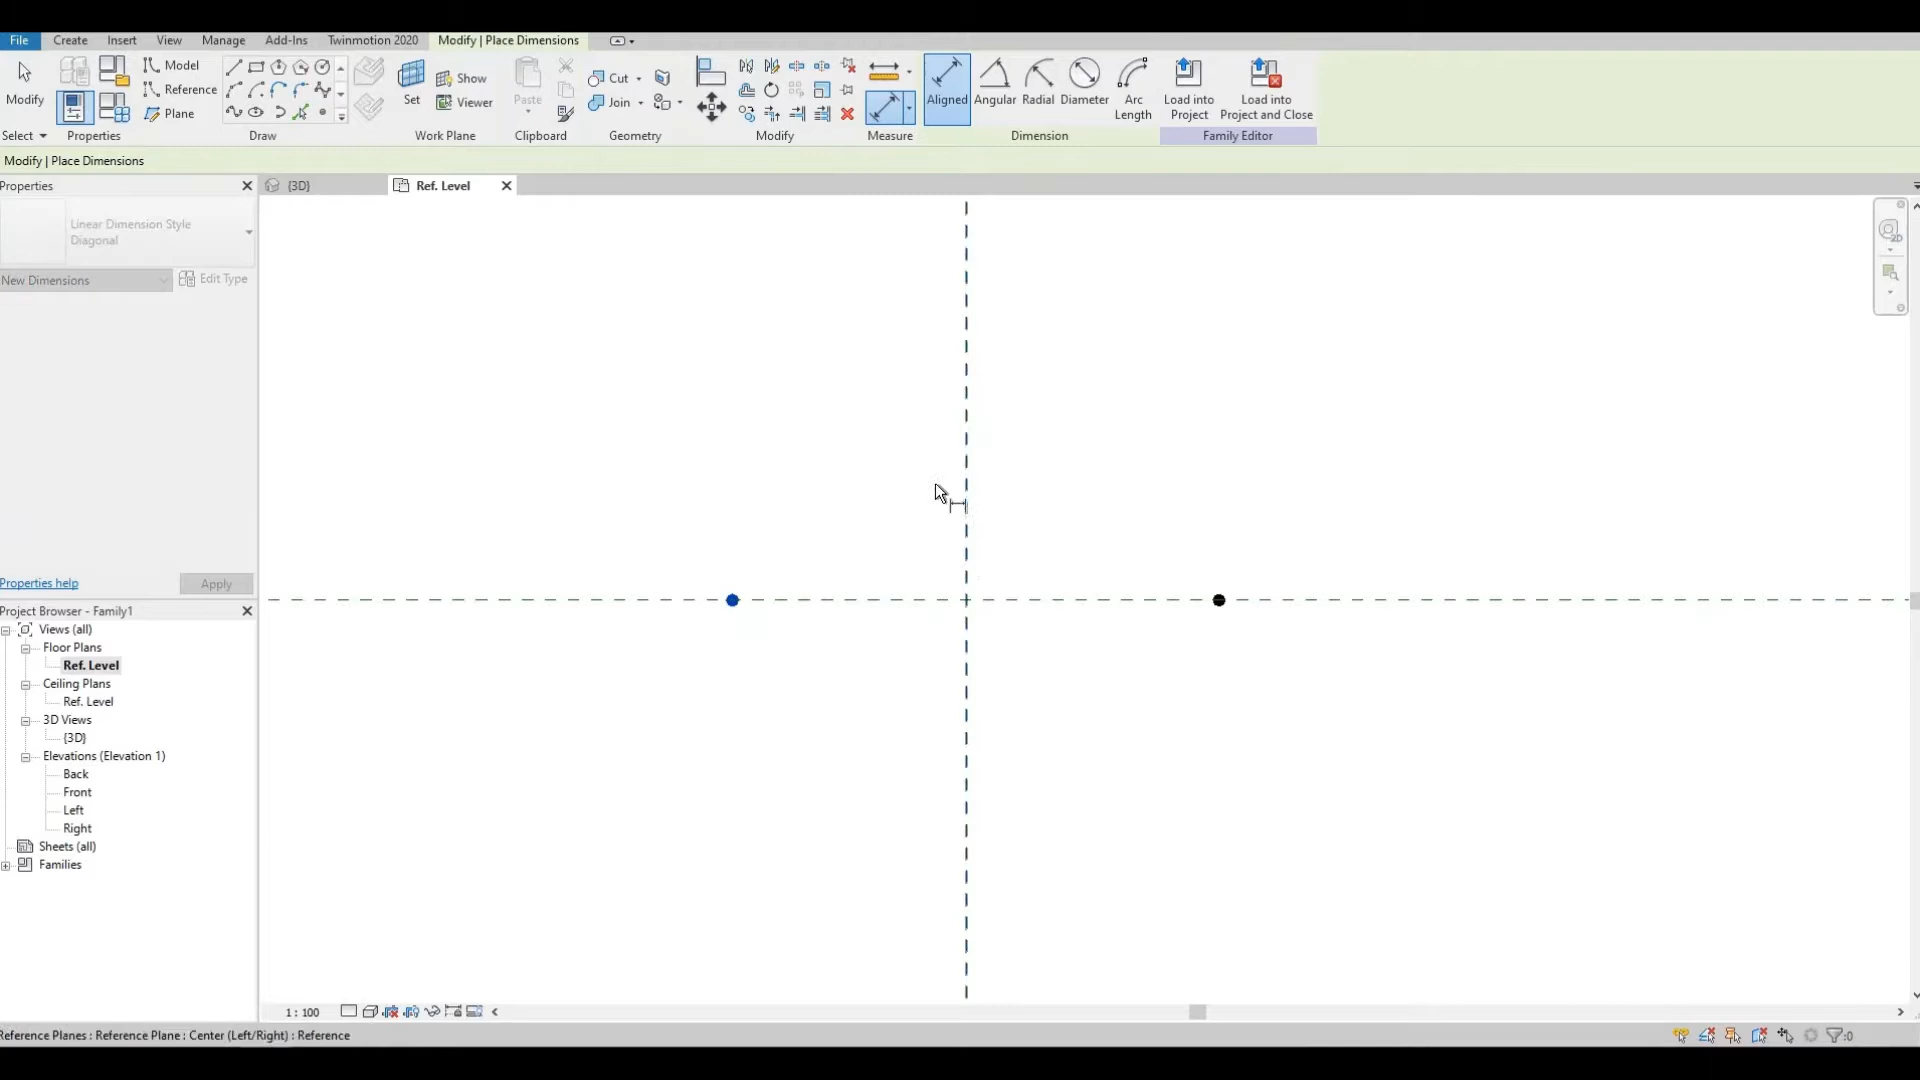 File Create Insert View Manage Add-Ins Twinmotion 2020 Modify | Place Dimensions
Modify
Model
Reference
Plane
Set
Show
Viewer
Paste
Cut
Join
Aligned Angular Radial Diameter Arc Length
Load into Project
Load into Project and Close
Select Properties Draw Work Plane Clipboard Geometry Modify Measure Dimension Family Editor
Modify | Place Dimensions
Properties
{3D}
Ref. Level
Linear Dimension Style
Diagonal
New Dimensions
Edit Type
2D
Properties help
Apply
Project Browser - Family1
Views (all)
Floor Plans
Ref. Level
Ceiling Plans
Ref. Level
3D Views
{3D}
Elevations (Elevation 1)
Back
Front
Left
Right
Sheets (all)
Families
1 : 100
Reference Planes : Reference Plane : Center (Left/Right) : Reference
:0